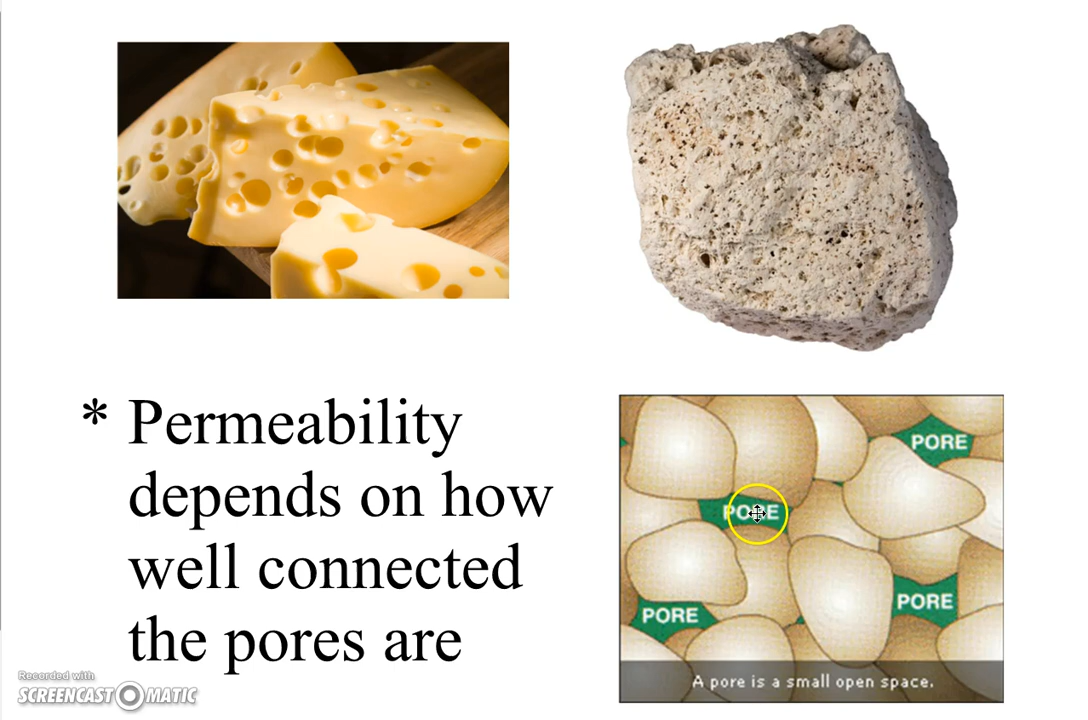 * Permeability
depends on how
well connected
the pores are
PORE
PORE
PORE
PORE
A pore is a small open space.
Recorded with
SCREENCAST-O-MATIC